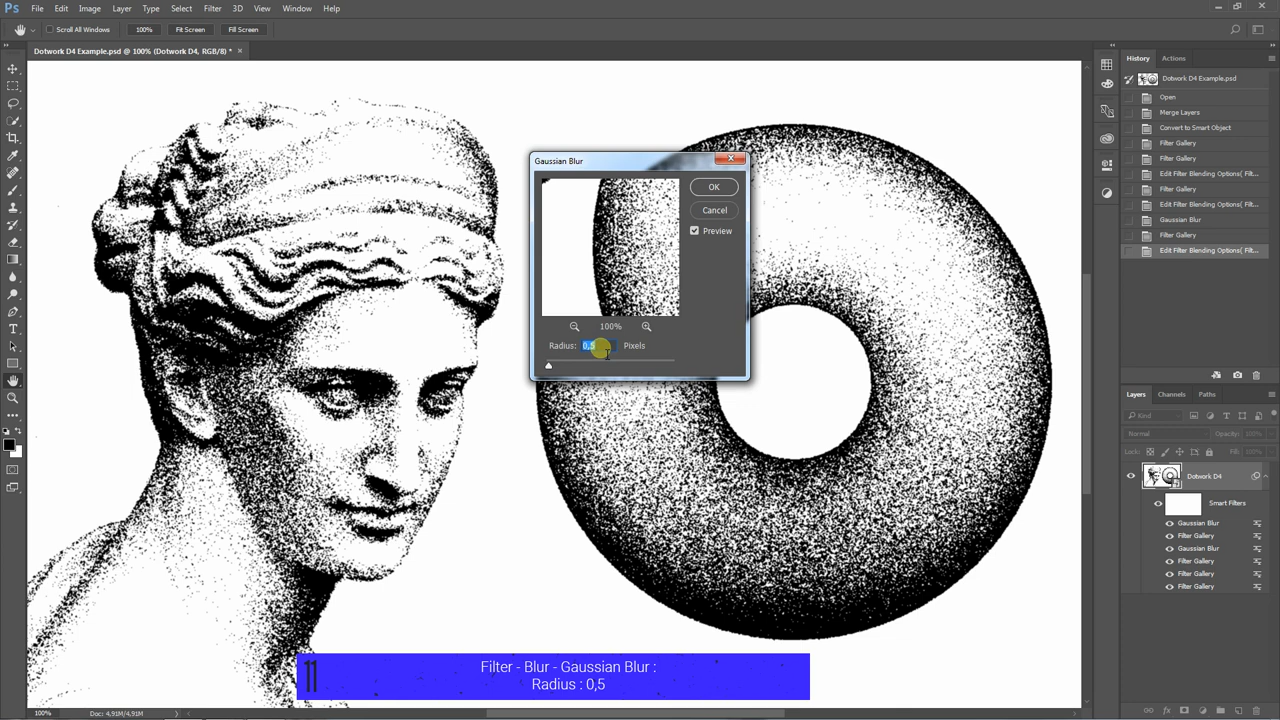 Ps File Edit Image Layer Type Select Filter 3D View Window Help
Scroll All Windows 100% Fit Screen Fill Screen
Dotwork D4 Example.psd @ 100% (Dotwork D4, RGB/8) * ×
History Actions
Dotwork D4 Example.psd
Open
Merge Layers
Convert to Smart Object
Filter Gallery
Filter Gallery
Edit Filter Blending Options( Filt...
Filter Gallery
Edit Filter Blending Options( Filt...
Gaussian Blur
Filter Gallery
Edit Filter Blending Options( Filt...
Gaussian Blur
OK
Cancel
Preview
100%
Radius: 0,5 Pixels
Layers Channels Paths
Kind
Normal Opacity: 100%
Lock: Fill: 100%
Dotwork D4
Smart Filters
Gaussian Blur
Filter Gallery
Gaussian Blur
Filter Gallery
Filter Gallery
Filter Gallery
11
Filter - Blur - Gaussian Blur :
Radius : 0,5
100% Doc: 4,91M/4,91M